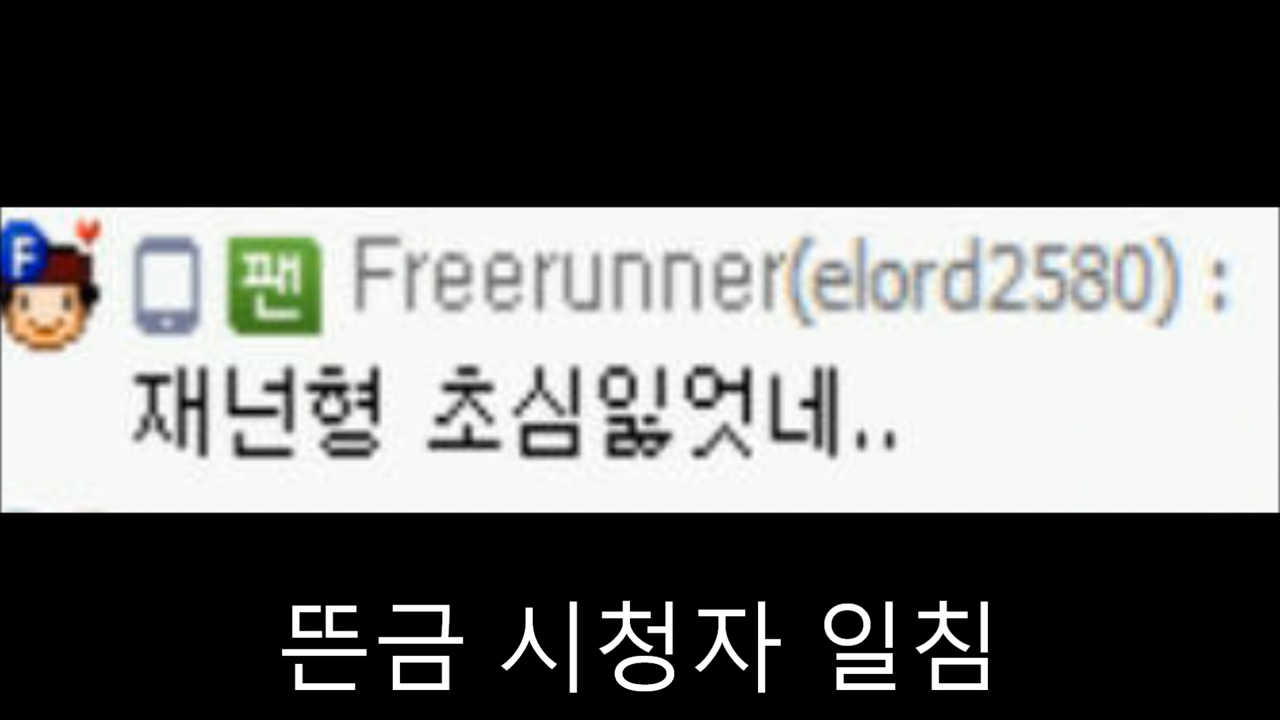 F 팬 Freerunner(elord2580) :
재넌형 초심잃엇네..
뜬금 시청자 일침